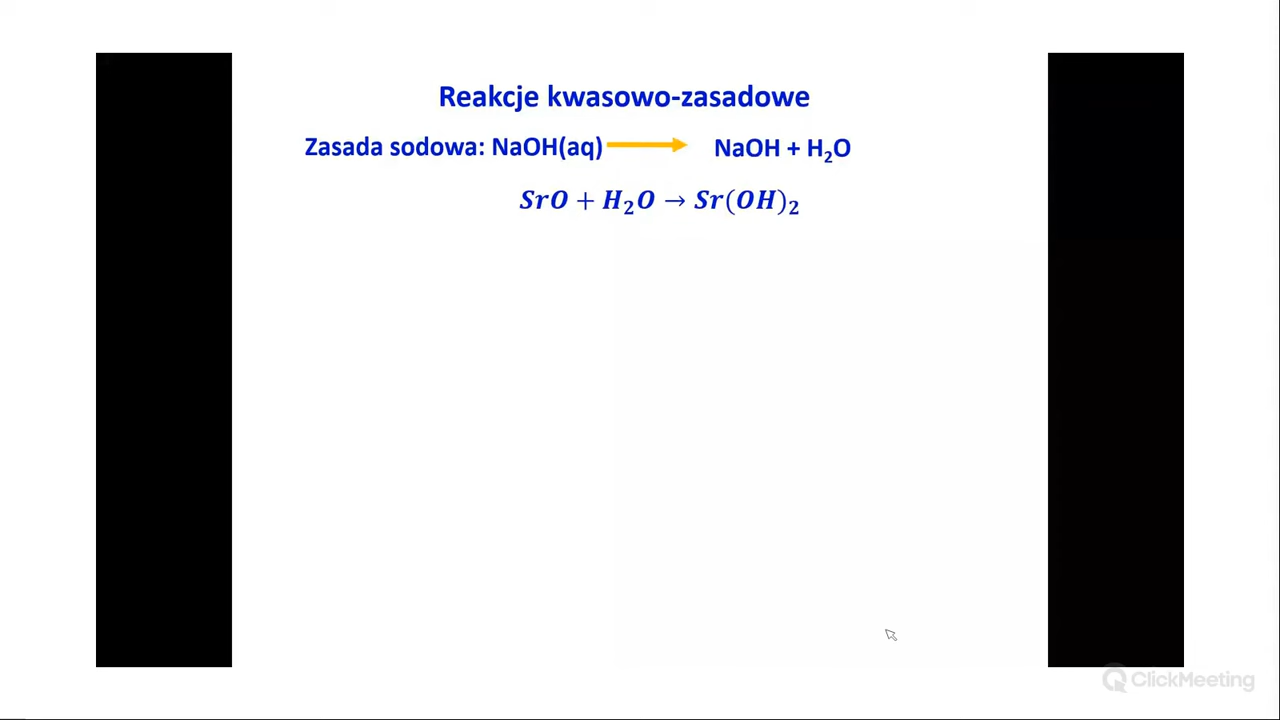 Reakcje kwasowo-zasadowe
Zasada sodowa: NaOH(aq) → NaOH + H₂O
SrO + H₂O → Sr(OH)₂
ClickMeeting